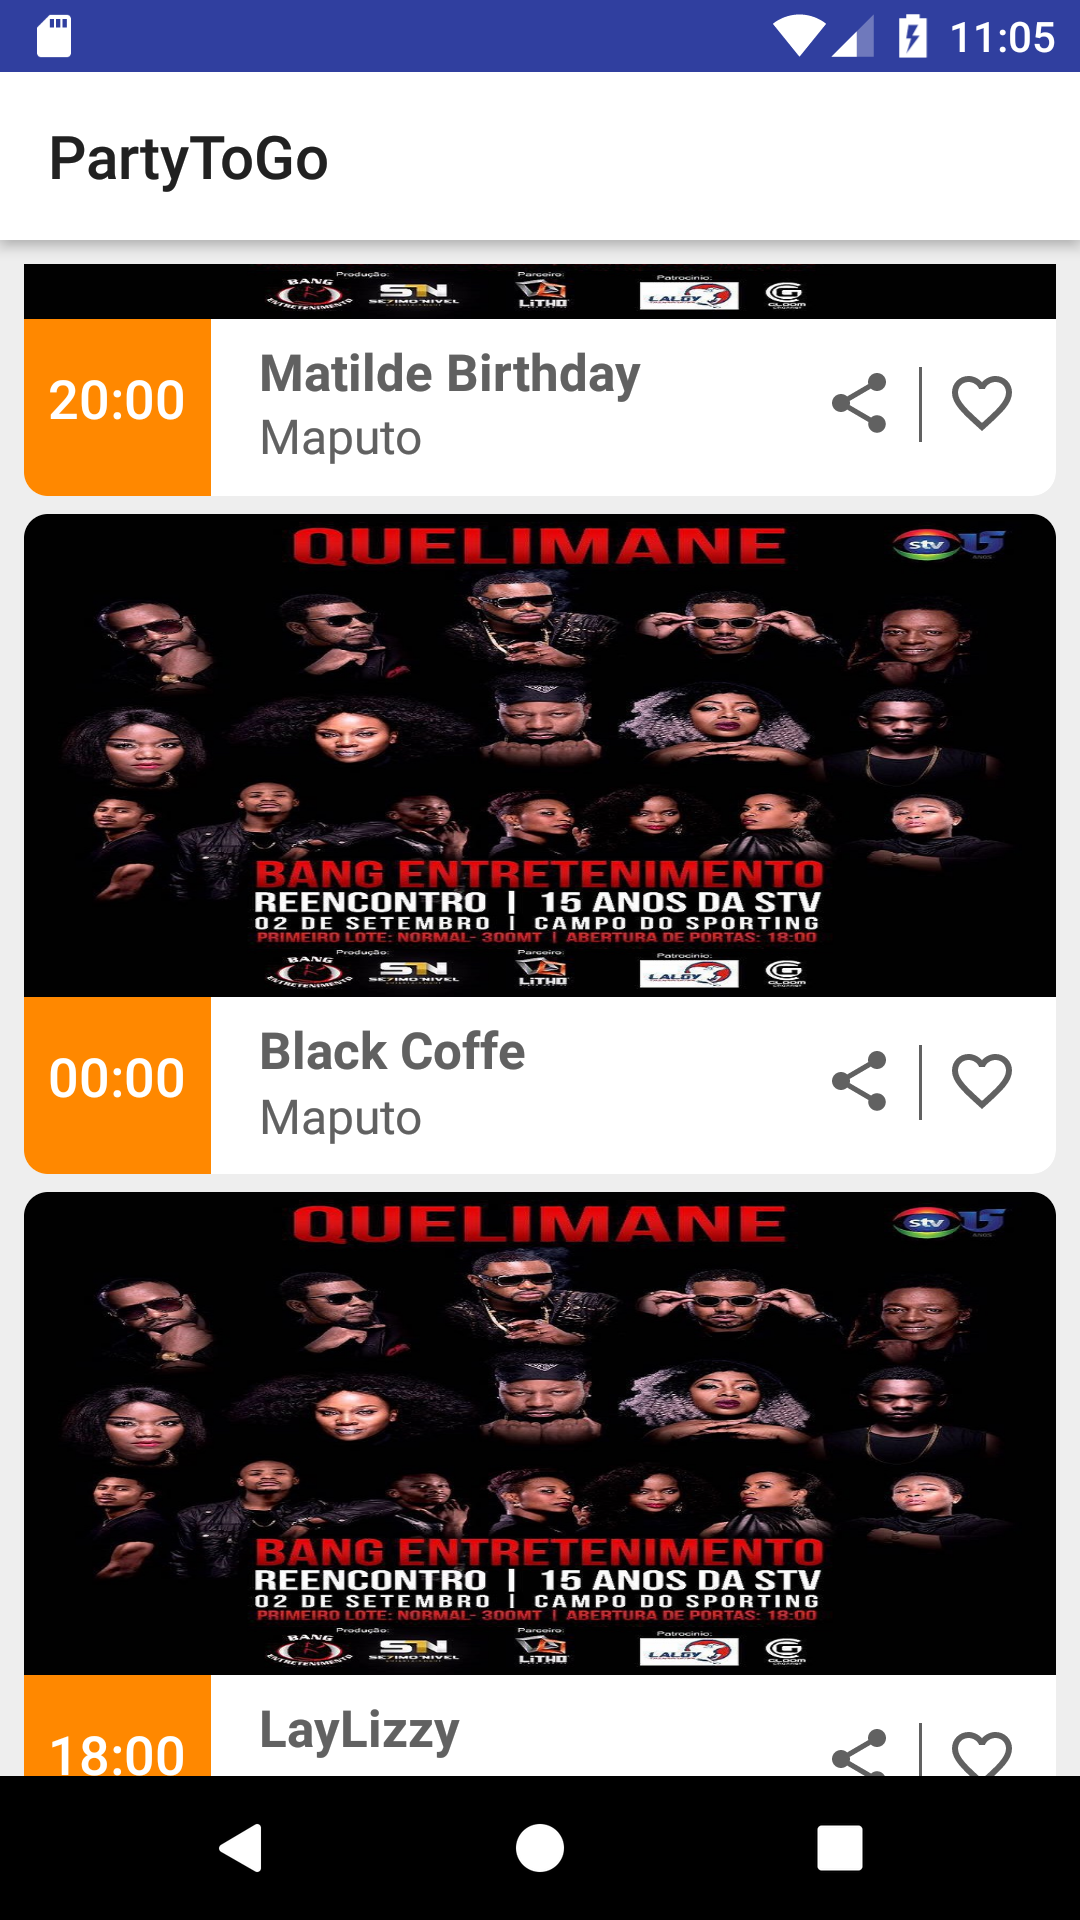 11:05
PartyToGo
Produção: Parceiro: Patrocinio:
BANG ENTRETENIMENTO SN SE7IMO NIVEL LiTHO LALGY GLOOM
20:00 Matilde Birthday
Maputo
QUELIMANE
stv 15 ANOS
BANG ENTRETENIMENTO
REENCONTRO | 15 ANOS DA STV
02 DE SETEMBRO | CAMPO DO SPORTING
PRIMEIRO LOTE: NORMAL- 300MT | ABERTURA DE PORTAS: 18:00
Produção: Parceiro: Patrocinio:
BANG ENTRETENIMENTO SN SE7IMO NIVEL LiTHO LALGY GLOOM
00:00 Black Coffe
Maputo
QUELIMANE
stv 15 ANOS
BANG ENTRETENIMENTO
REENCONTRO | 15 ANOS DA STV
02 DE SETEMBRO | CAMPO DO SPORTING
PRIMEIRO LOTE: NORMAL- 300MT | ABERTURA DE PORTAS: 18:00
Produção: Parceiro: Patrocinio:
BANG ENTRETENIMENTO SN SE7IMO NIVEL LiTHO LALGY GLOOM
18:00 LayLizzy